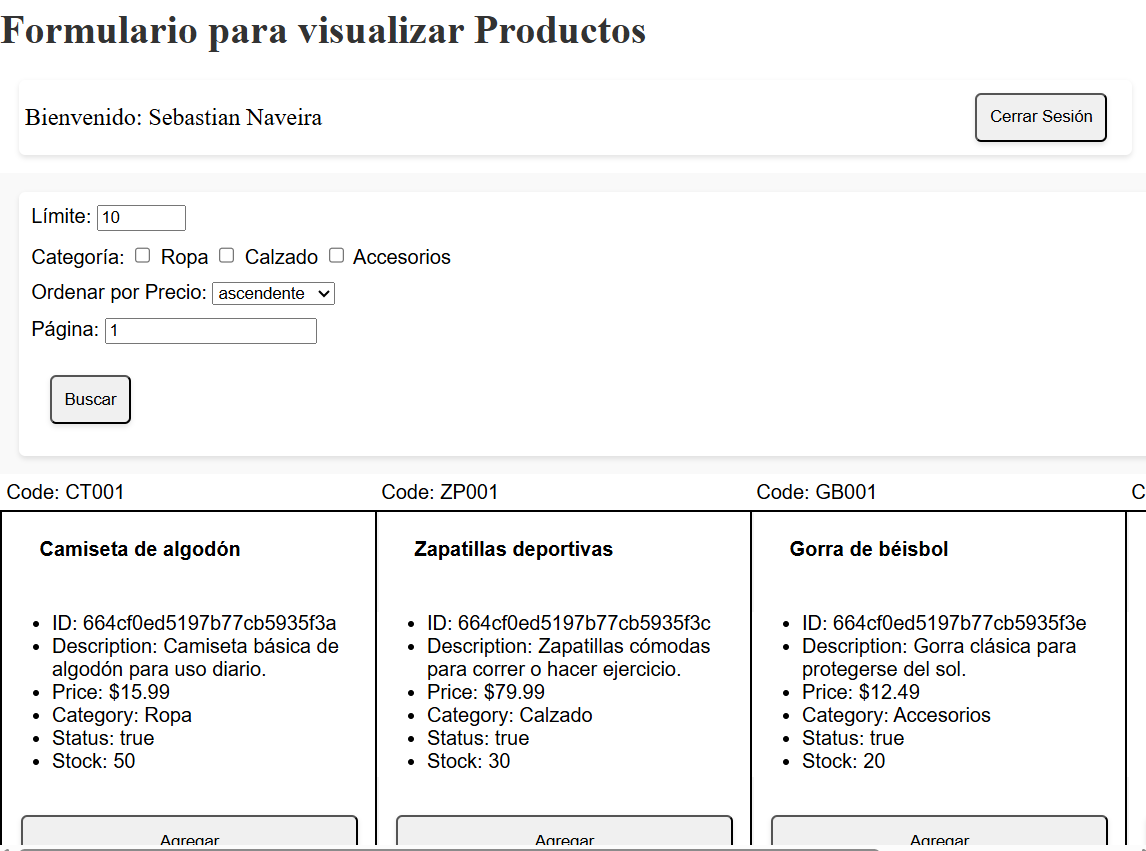 Formulario para visualizar Productos
Bienvenido: Sebastian Naveira
Cerrar Sesión
Límite: 10
Categoría: Ropa Calzado Accesorios
Ordenar por Precio: ascendente
Página: 1
Buscar
Code: CT001
Camiseta de algodón
ID: 664cf0ed5197b77cb5935f3a
Description: Camiseta básica de
algodón para uso diario.
Price: $15.99
Category: Ropa
Status: true
Stock: 50
Agregar
Code: ZP001
Zapatillas deportivas
ID: 664cf0ed5197b77cb5935f3c
Description: Zapatillas cómodas
para correr o hacer ejercicio.
Price: $79.99
Category: Calzado
Status: true
Stock: 30
Agregar
Code: GB001
Gorra de béisbol
ID: 664cf0ed5197b77cb5935f3e
Description: Gorra clásica para
protegerse del sol.
Price: $12.49
Category: Accesorios
Status: true
Stock: 20
Agregar
C